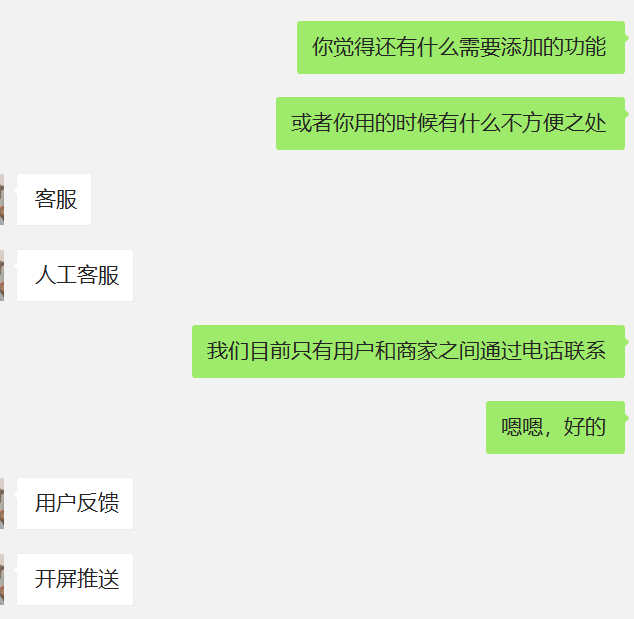 你觉得还有什么需要添加的功能
或者你用的时候有什么不方便之处
客服
人工客服
我们目前只有用户和商家之间通过电话联系
嗯嗯，好的
用户反馈
开屏推送